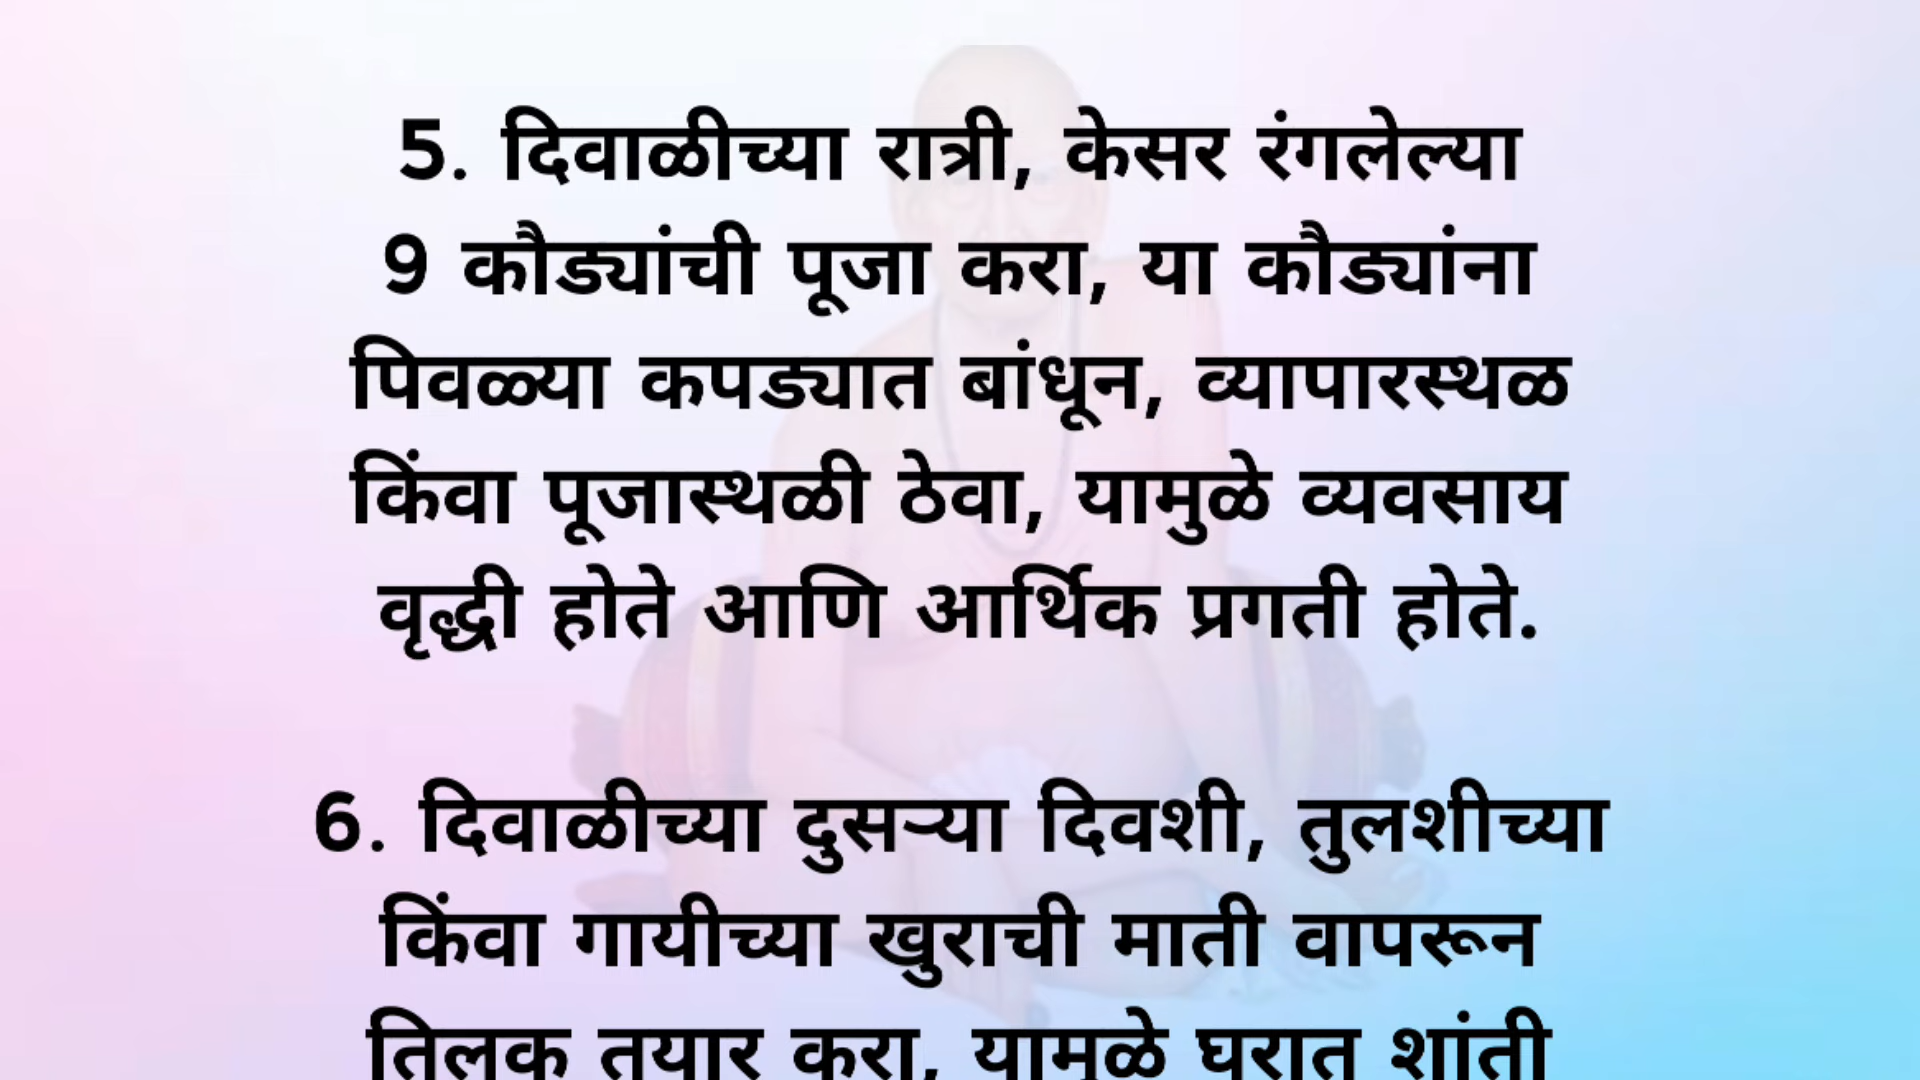 5. दिवाळीच्या रात्री, केसर रंगलेल्या
9 कौड्यांची पूजा करा, या कौड्यांना
पिवळ्या कपड्यात बांधून, व्यापारस्थळ
किंवा पूजास्थळी ठेवा, यामुळे व्यवसाय
वृद्धी होते आणि आर्थिक प्रगती होते.
6. दिवाळीच्या दुसऱ्या दिवशी, तुलशीच्या
किंवा गायीच्या खुराची माती वापरून
तिलक तयार करा, यामुळे घरात शांती